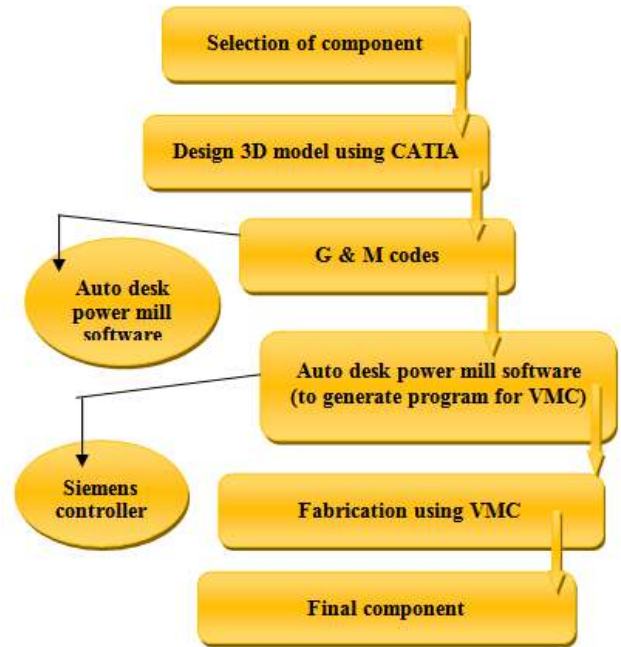 Selection of component
Design 3D model using CATIA
G & M codes
Auto desk
power mill
software
Auto desk power mill software
(to generate program for VMC)
Siemens
controller
Fabrication using VMC
Final component